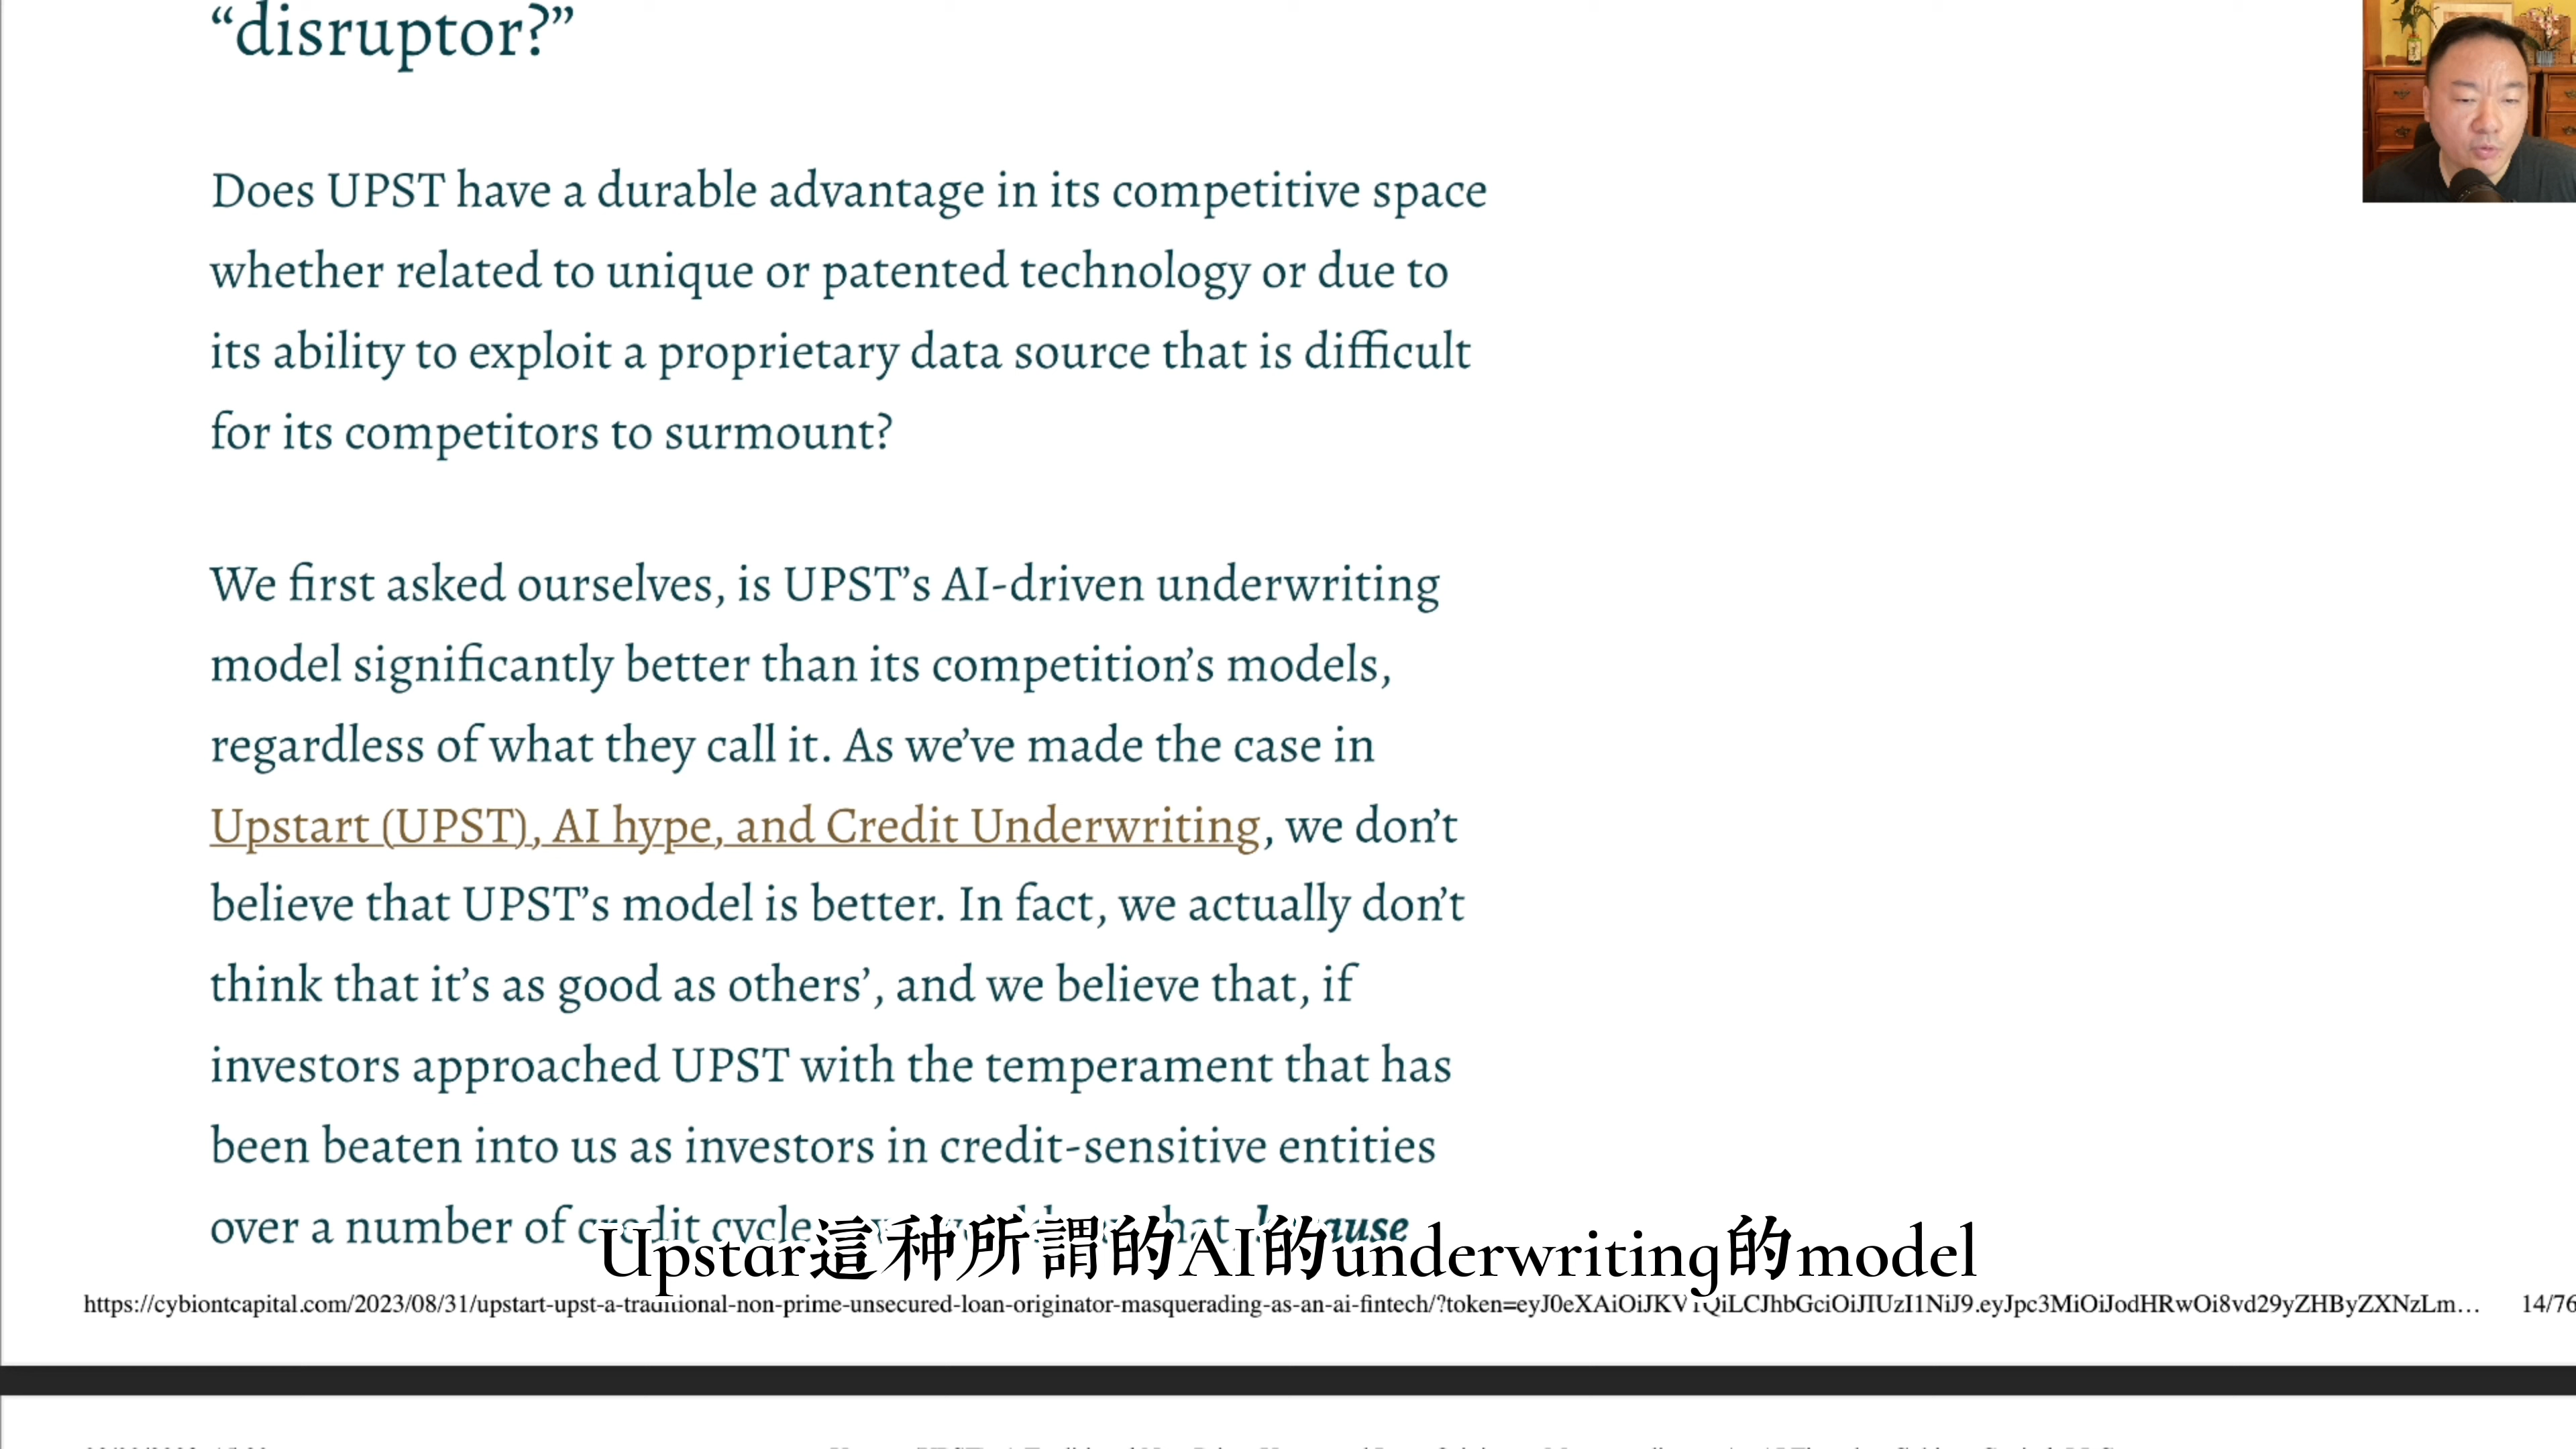 “disruptor?”
Does UPST have a durable advantage in its competitive space
whether related to unique or patented technology or due to
its ability to exploit a proprietary data source that is difficult
for its competitors to surmount?
We first asked ourselves, is UPST’s AI-driven underwriting
model significantly better than its competition’s models,
regardless of what they call it. As we’ve made the case in
Upstart (UPST), AI hype, and Credit Underwriting, we don’t
believe that UPST’s model is better. In fact, we actually don’t
think that it’s as good as others’, and we believe that, if
investors approached UPST with the temperament that has
been beaten into us as investors in credit-sensitive entities
over a number of credit cycle
Upstar這种所謂的AI的underwriting的model
14/76